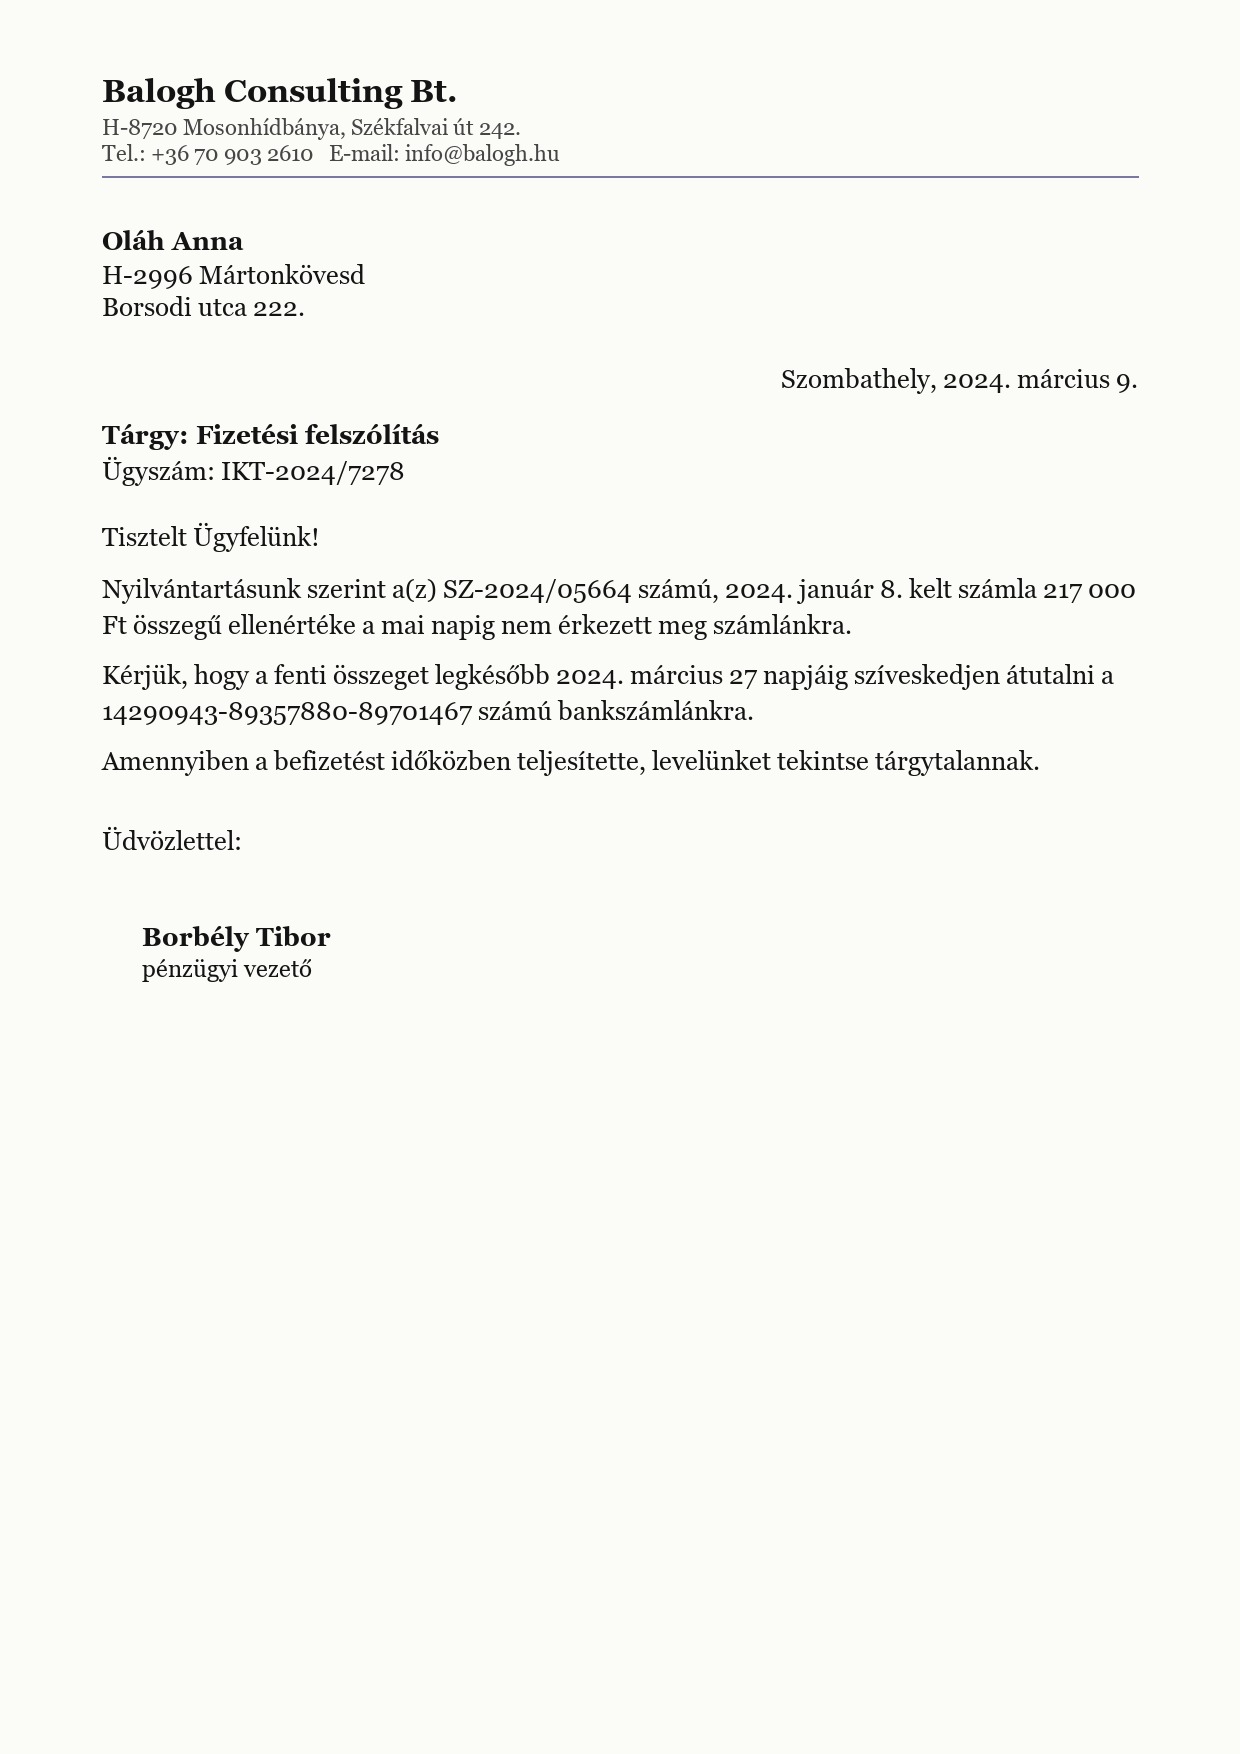 Balogh Consulting Bt.
H-8720 Mosonhídbánya, Székfalvai út 242.
Tel.: +36 70 903 2610 E-mail: info@balogh.hu
Oláh Anna
H-2996 Mártonkövesd
Borsodi utca 222.
Szombathely, 2024. március 9.
Tárgy: Fizetési felszólítás
Ügyszám: IKT-2024/7278
Tisztelt Ügyfelünk!
Nyilvántartásunk szerint a(z) SZ-2024/05664 számú, 2024. január 8. kelt számla 217 000
Ft összegű ellenértéke a mai napig nem érkezett meg számlánkra.
Kérjük, hogy a fenti összeget legkésőbb 2024. március 27 napjáig szíveskedjen átutalni a
14290943-89357880-89701467 számú bankszámlánkra.
Amennyiben a befizetést időközben teljesítette, levelünket tekintse tárgytalannak.
Üdvözlettel:
Borbély Tibor
pénzügyi vezető